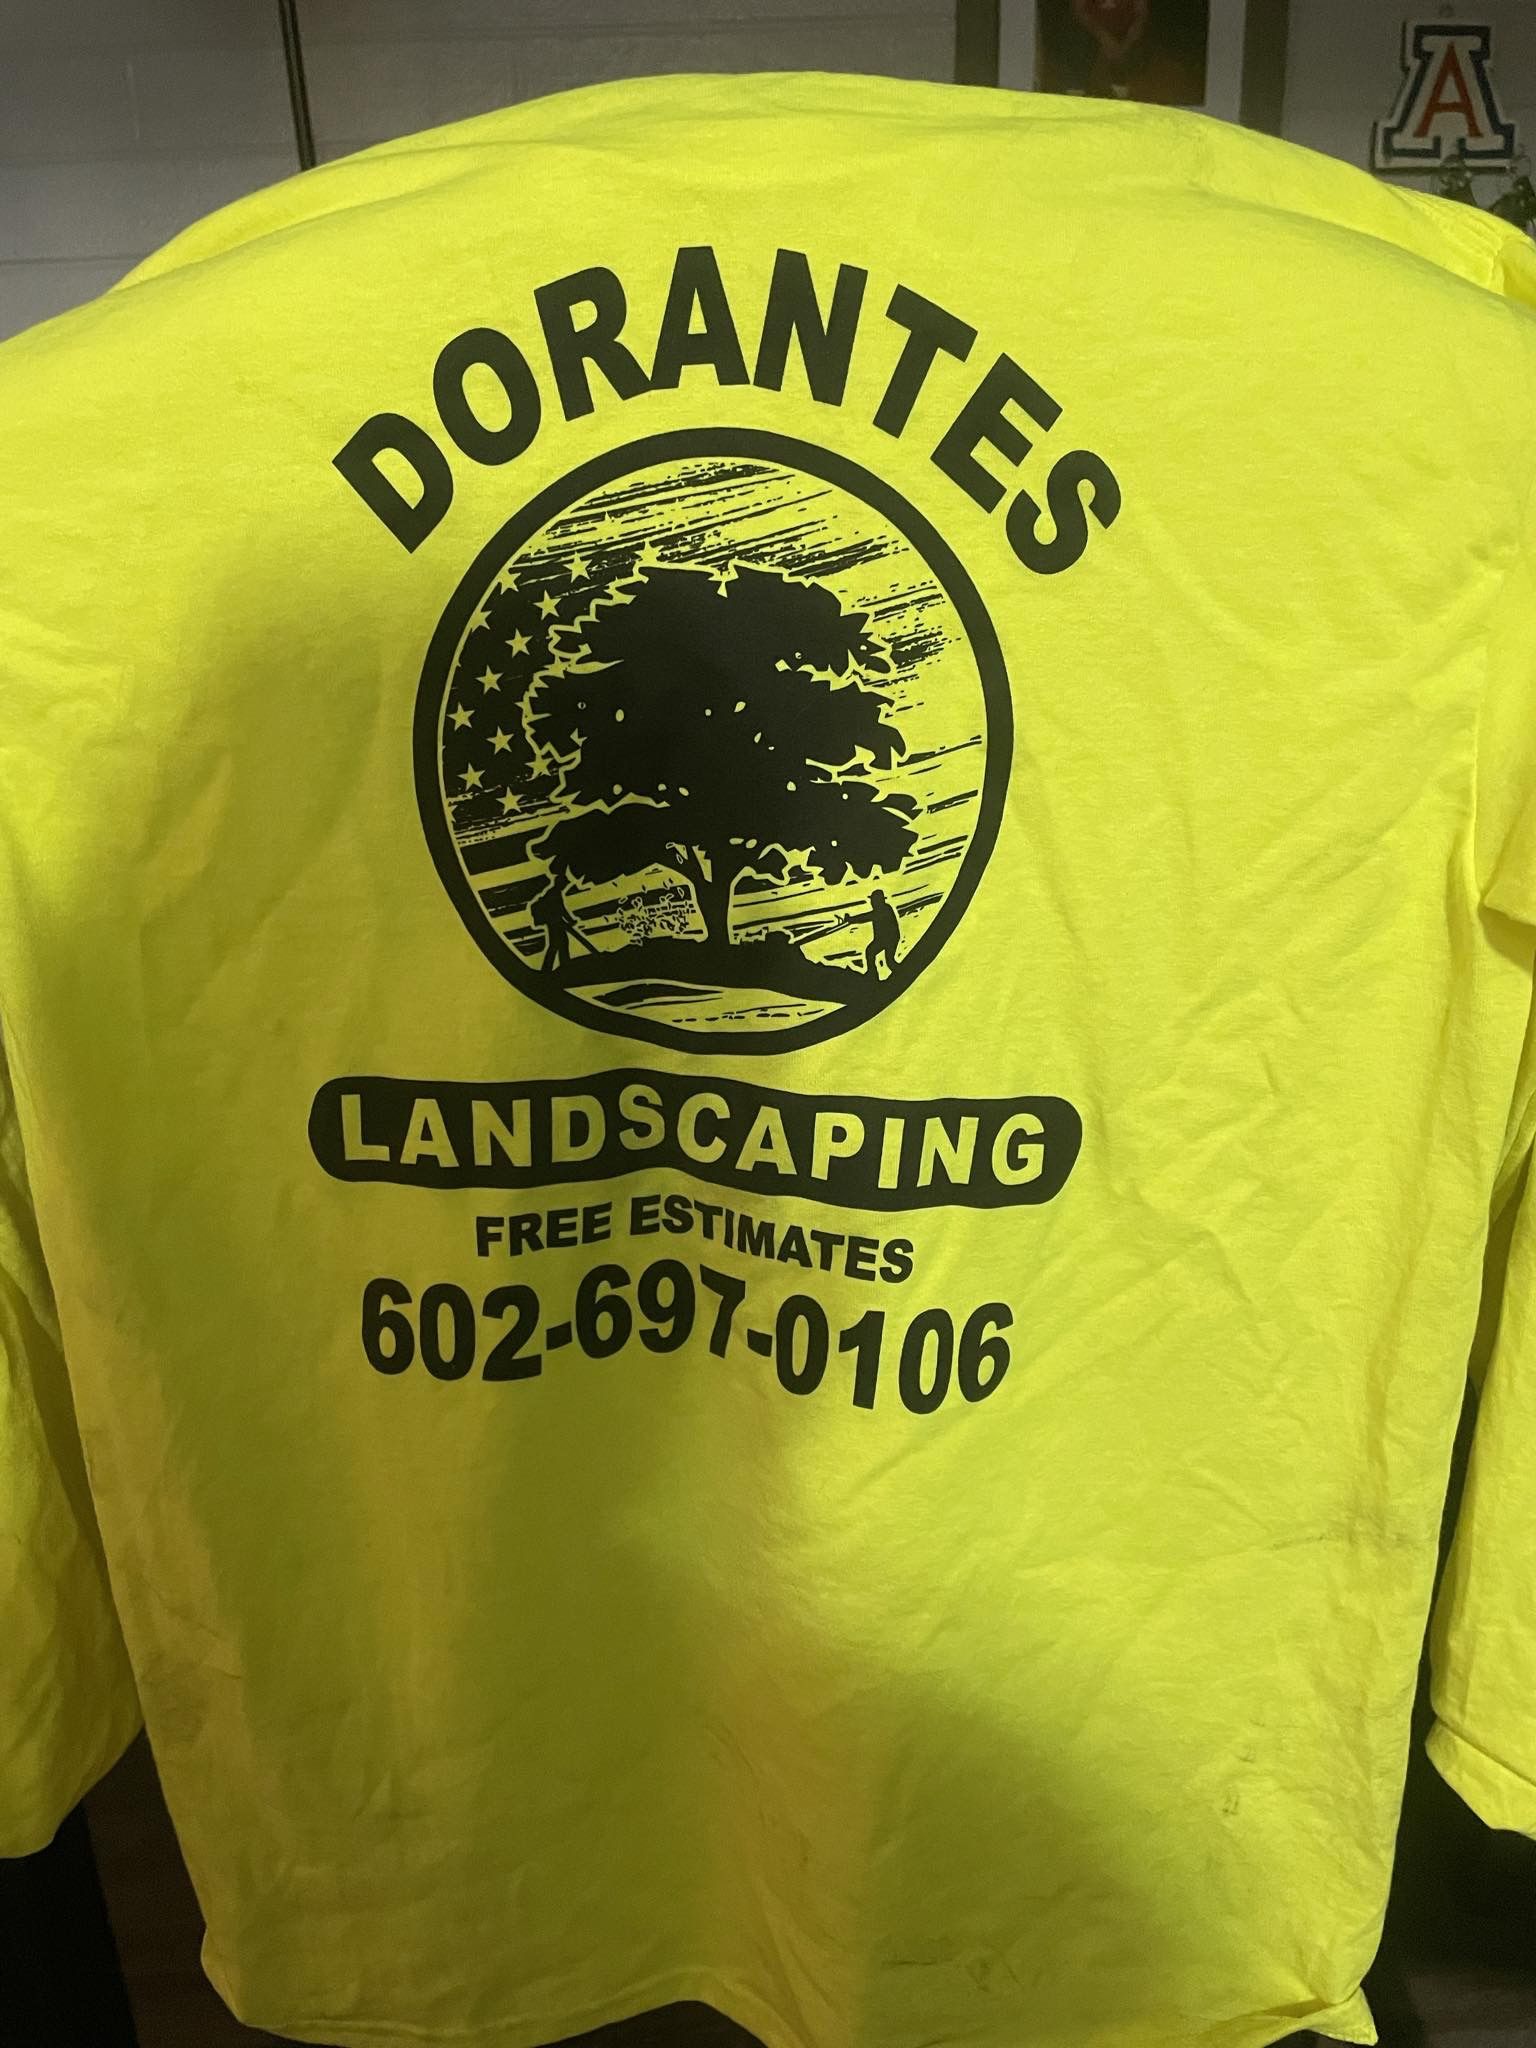 A
DORANTES
LANDSCAPING
FREE ESTIMATES
602-697-0106